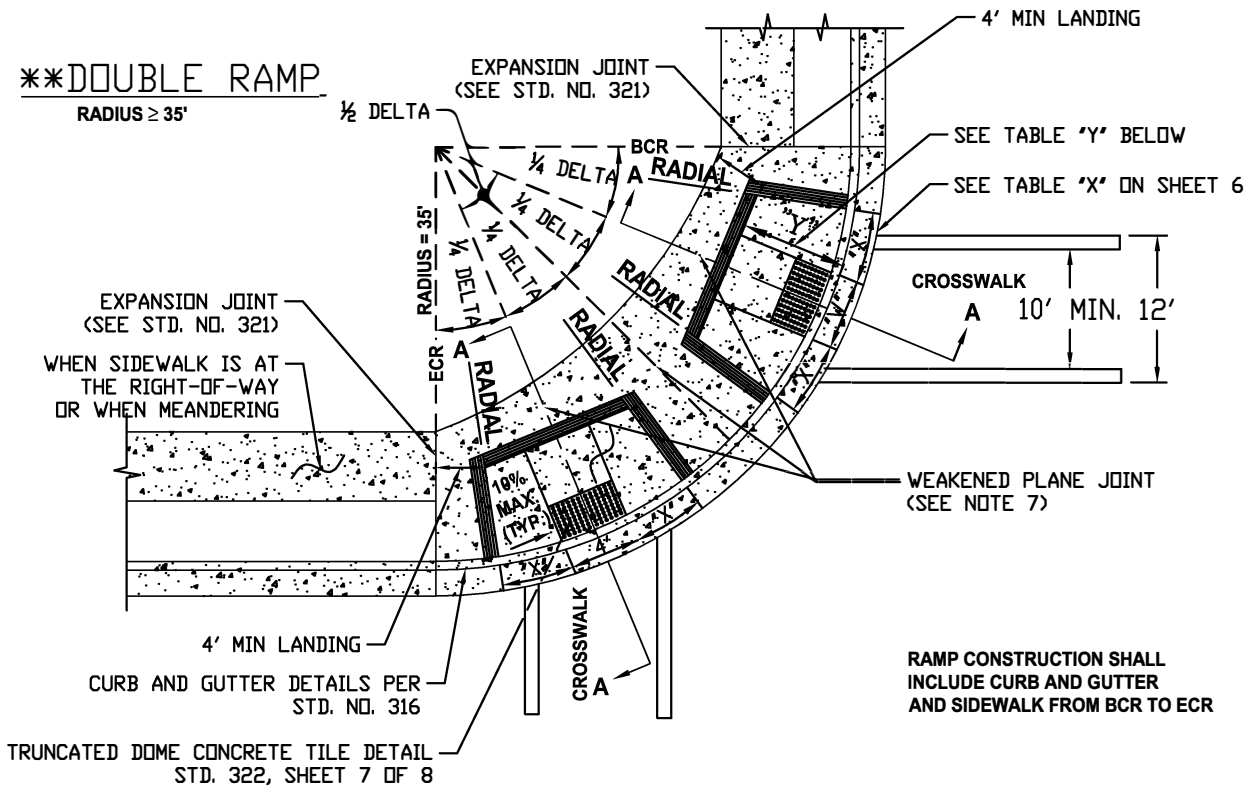 **DOUBLE RAMP
RADIUS ≥ 35'
½ DELTA
EXPANSION JOINT
(SEE STD. NO. 321)
4' MIN LANDING
SEE TABLE "Y" BELOW
SEE TABLE "X" ON SHEET 6
BCR
¼ DELTA
A
RADIAL
¼ DELTA
¼ DELTA
¼ DELTA
RADIUS = 35'
"Y"
X
CROSSWALK
A
10' MIN.
12'
RADIAL
RADIAL
X
EXPANSION JOINT
(SEE STD. NO. 321)
A
ECR
RADIAL
WHEN SIDEWALK IS AT
THE RIGHT-OF-WAY
OR WHEN MEANDERING
WEAKENED PLANE JOINT
(SEE NOTE 7)
10%
MAX
(TYP.)
X
4'
X
4' MIN LANDING
CROSSWALK
A
CURB AND GUTTER DETAILS PER
STD. NO. 316
RAMP CONSTRUCTION SHALL
INCLUDE CURB AND GUTTER
AND SIDEWALK FROM BCR TO ECR
TRUNCATED DOME CONCRETE TILE DETAIL
STD. 322, SHEET 7 OF 8